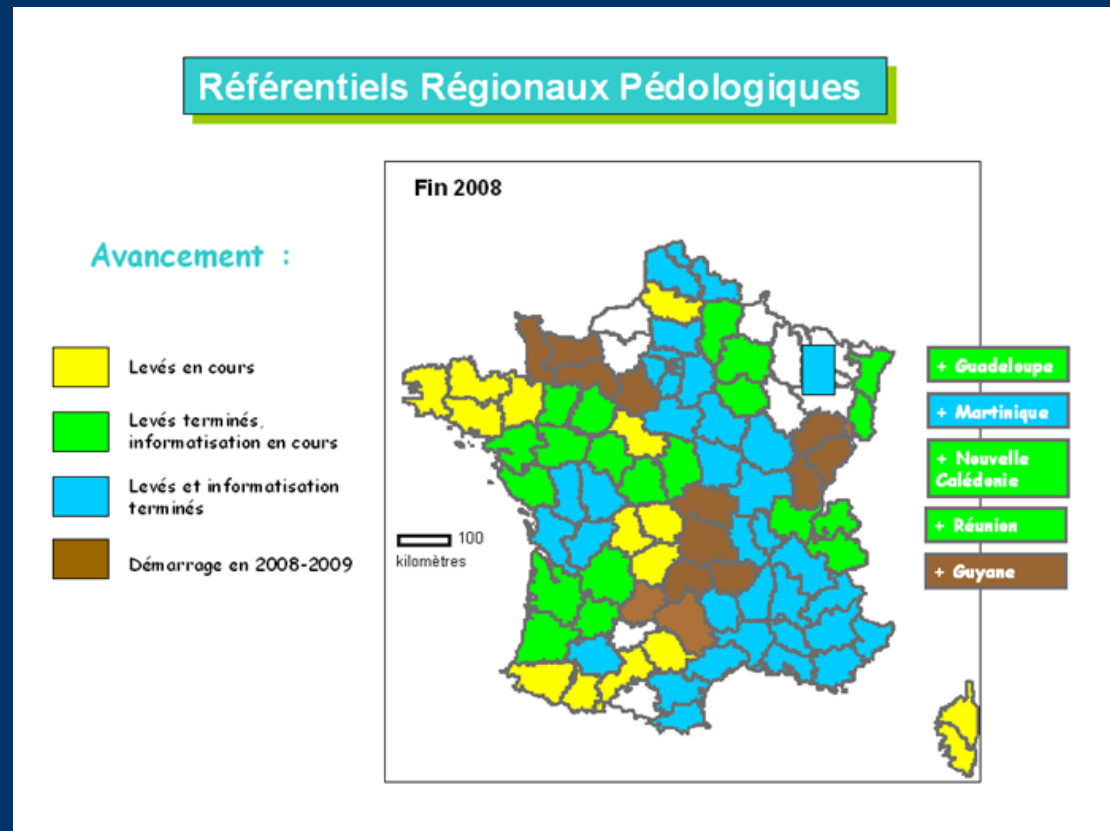 Référentiels Régionaux Pédologiques
Fin 2008
Avancement :
Levés en cours
Levés terminés,
informatisation en cours
Levés et informatisation
terminés
Démarrage en 2008-2009
100
kilomètres
+ Guadeloupe
+ Martinique
+ Nouvelle
Calédonie
+ Réunion
+ Guyane